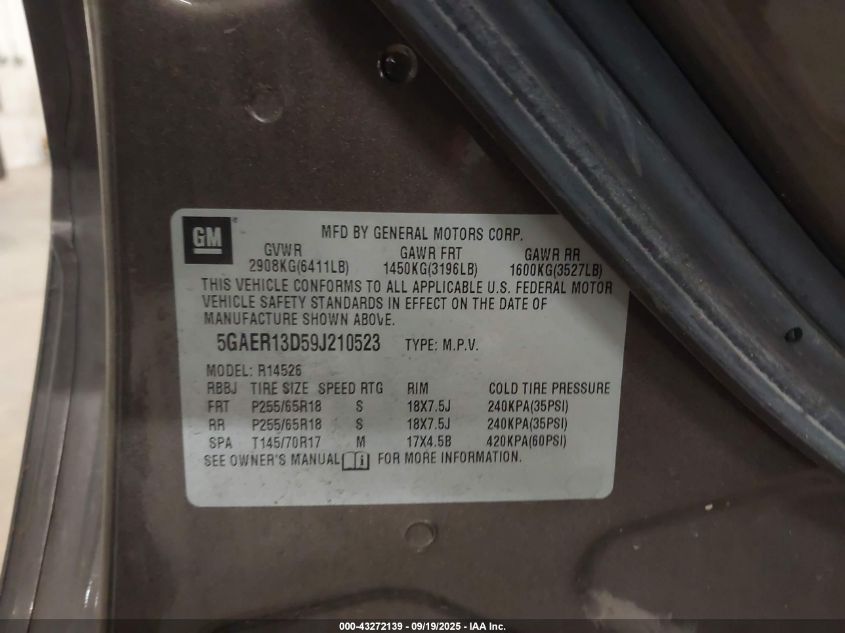 GM
MFD BY GENERAL MOTORS CORP.
GVWR GAWR FRT GAWR RR
2908KG(6411LB) 1450KG(3196LB) 1600KG(3527LB)
THIS VEHICLE CONFORMS TO ALL APPLICABLE U.S. FEDERAL MOTOR
VEHICLE SAFETY STANDARDS IN EFFECT ON THE DATE OF
MANUFACTURE SHOWN ABOVE.
5GAER13D59J210523 TYPE: M.P.V.
MODEL: R14526
RBBJ TIRE SIZE SPEED RTG RIM COLD TIRE PRESSURE
FRT P255/65R18 S 18X7.5J 240KPA(35PSI)
RR P255/65R18 S 18X7.5J 240KPA(35PSI)
SPA T145/70R17 M 17X4.5B 420KPA(60PSI)
SEE OWNER'S MANUAL FOR MORE INFORMATION.
000-43272139 - 09/19/2025 - IAA Inc.